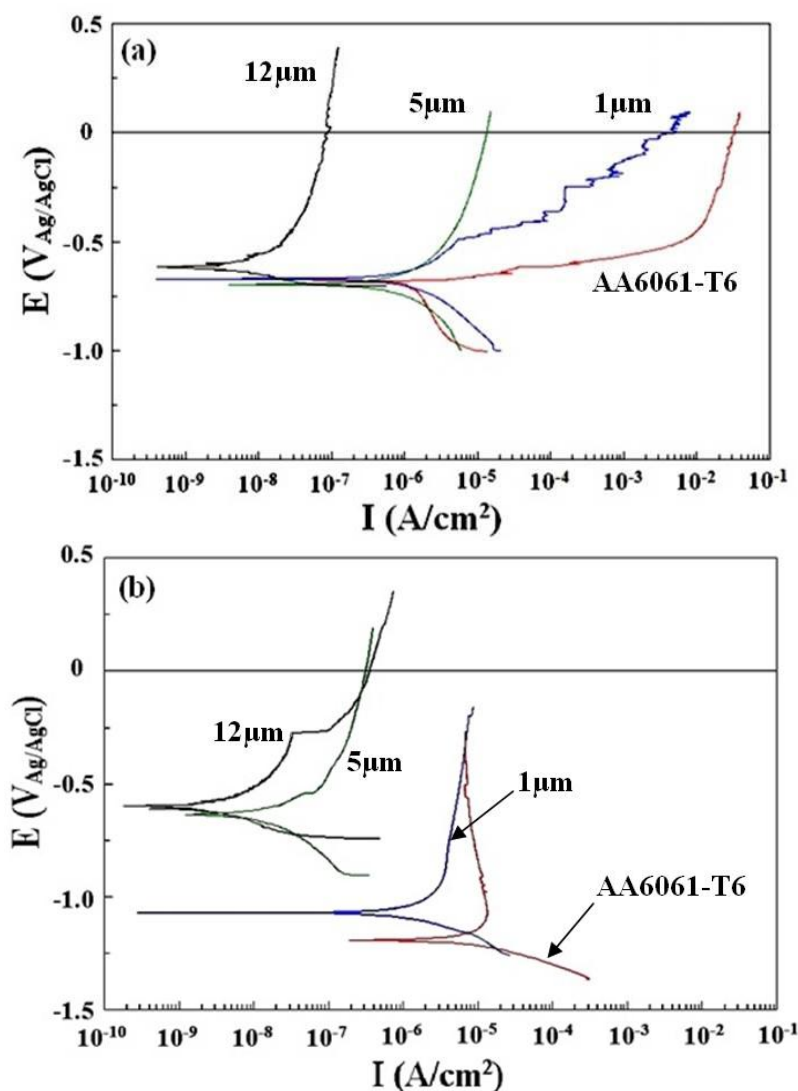 (a)
0.5
12μm
5μm
1μm
0
E (V_Ag/AgCl)
-0.5
AA6061-T6
-1.0
-1.5
10⁻¹⁰ 10⁻⁹ 10⁻⁸ 10⁻⁷ 10⁻⁶ 10⁻⁵ 10⁻⁴ 10⁻³ 10⁻² 10⁻¹
I (A/cm²)
0.5
(b)
0
12μm
5μm
E (V_Ag/AgCl)
-0.5
1μm
AA6061-T6
-1.0
-1.5
10⁻¹⁰ 10⁻⁹ 10⁻⁸ 10⁻⁷ 10⁻⁶ 10⁻⁵ 10⁻⁴ 10⁻³ 10⁻² 10⁻¹
I (A/cm²)